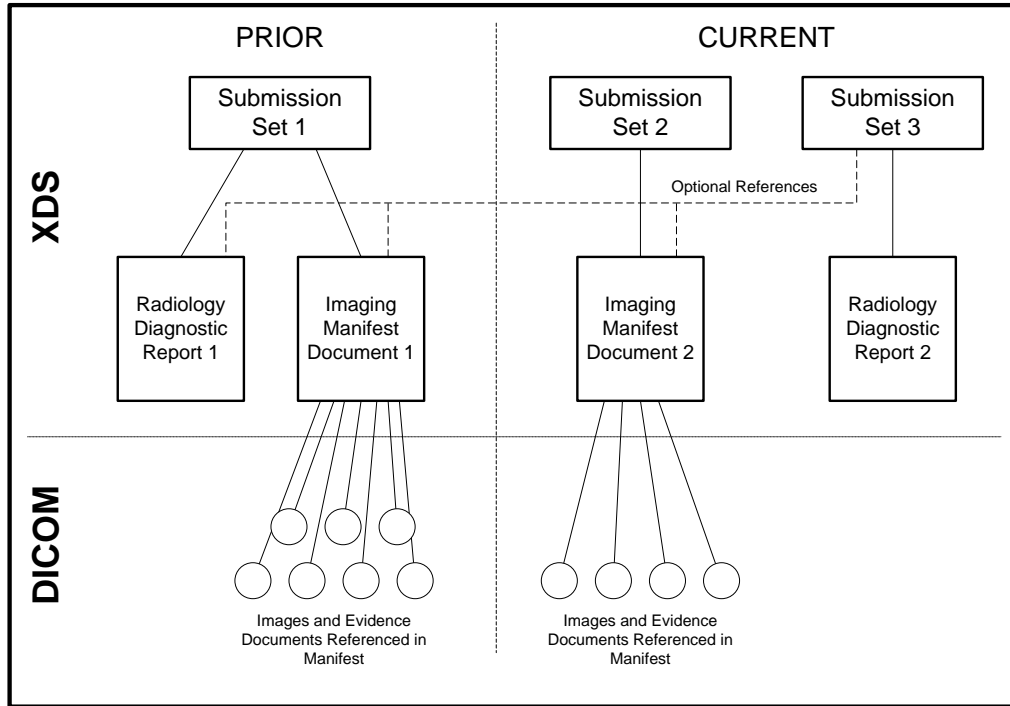 PRIOR
CURRENT
Submission
Set 1
Submission
Set 2
Submission
Set 3
XDS
Optional References
Radiology
Diagnostic
Report 1
Imaging
Manifest
Document 1
Imaging
Manifest
Document 2
Radiology
Diagnostic
Report 2
DICOM
Images and Evidence
Documents Referenced in
Manifest
Images and Evidence
Documents Referenced in
Manifest